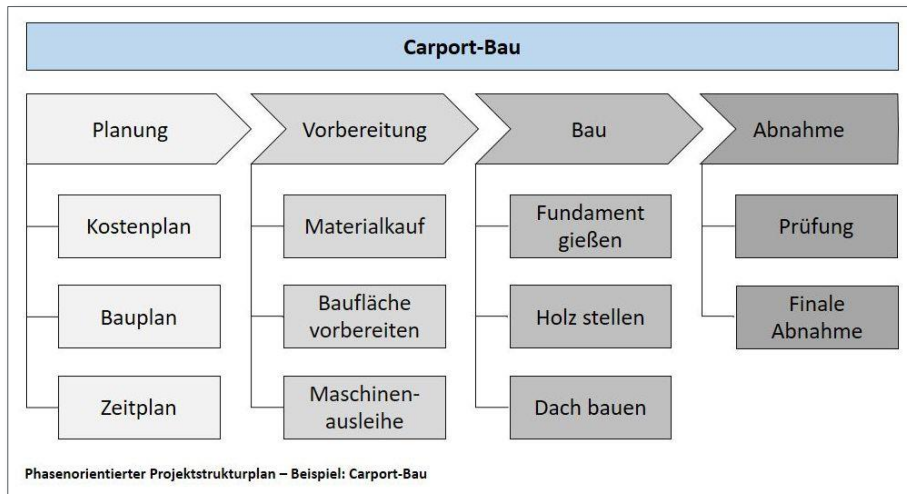 Carport-Bau
Planung
Vorbereitung
Bau
Abnahme
Kostenplan
Materialkauf
Fundament
gießen
Prüfung
Bauplan
Baufläche
vorbereiten
Holz stellen
Finale
Abnahme
Zeitplan
Maschinen-
ausleihe
Dach bauen
Phasenorientierter Projektstrukturplan – Beispiel: Carport-Bau